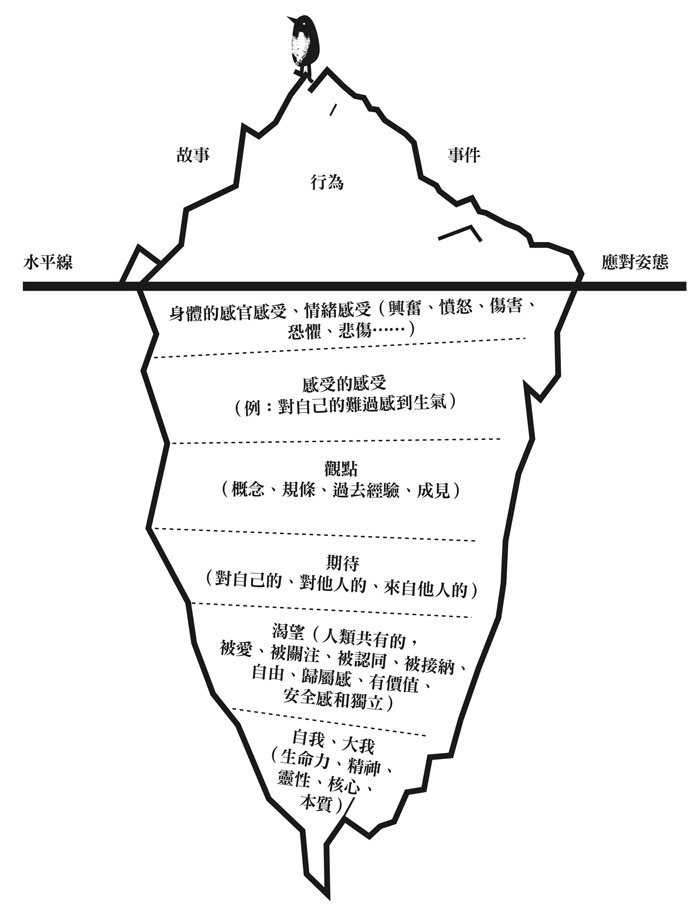 故事
事件
行為
水平線
應對姿態
身體的感官感受、情緒感受（興奮、憤怒、傷害、
恐懼、悲傷⋯⋯）
感受的感受
（例：對自己的難過感到生氣）
觀點
（概念、規條、過去經驗、成見）
期待
（對自己的、對他人的、來自他人的）
渴望（人類共有的，
被愛、被關注、被認同、被接納、
自由、歸屬感、有價值、
安全感和獨立）
自我、大我
（生命力、精神、
靈性、核心、
本質）